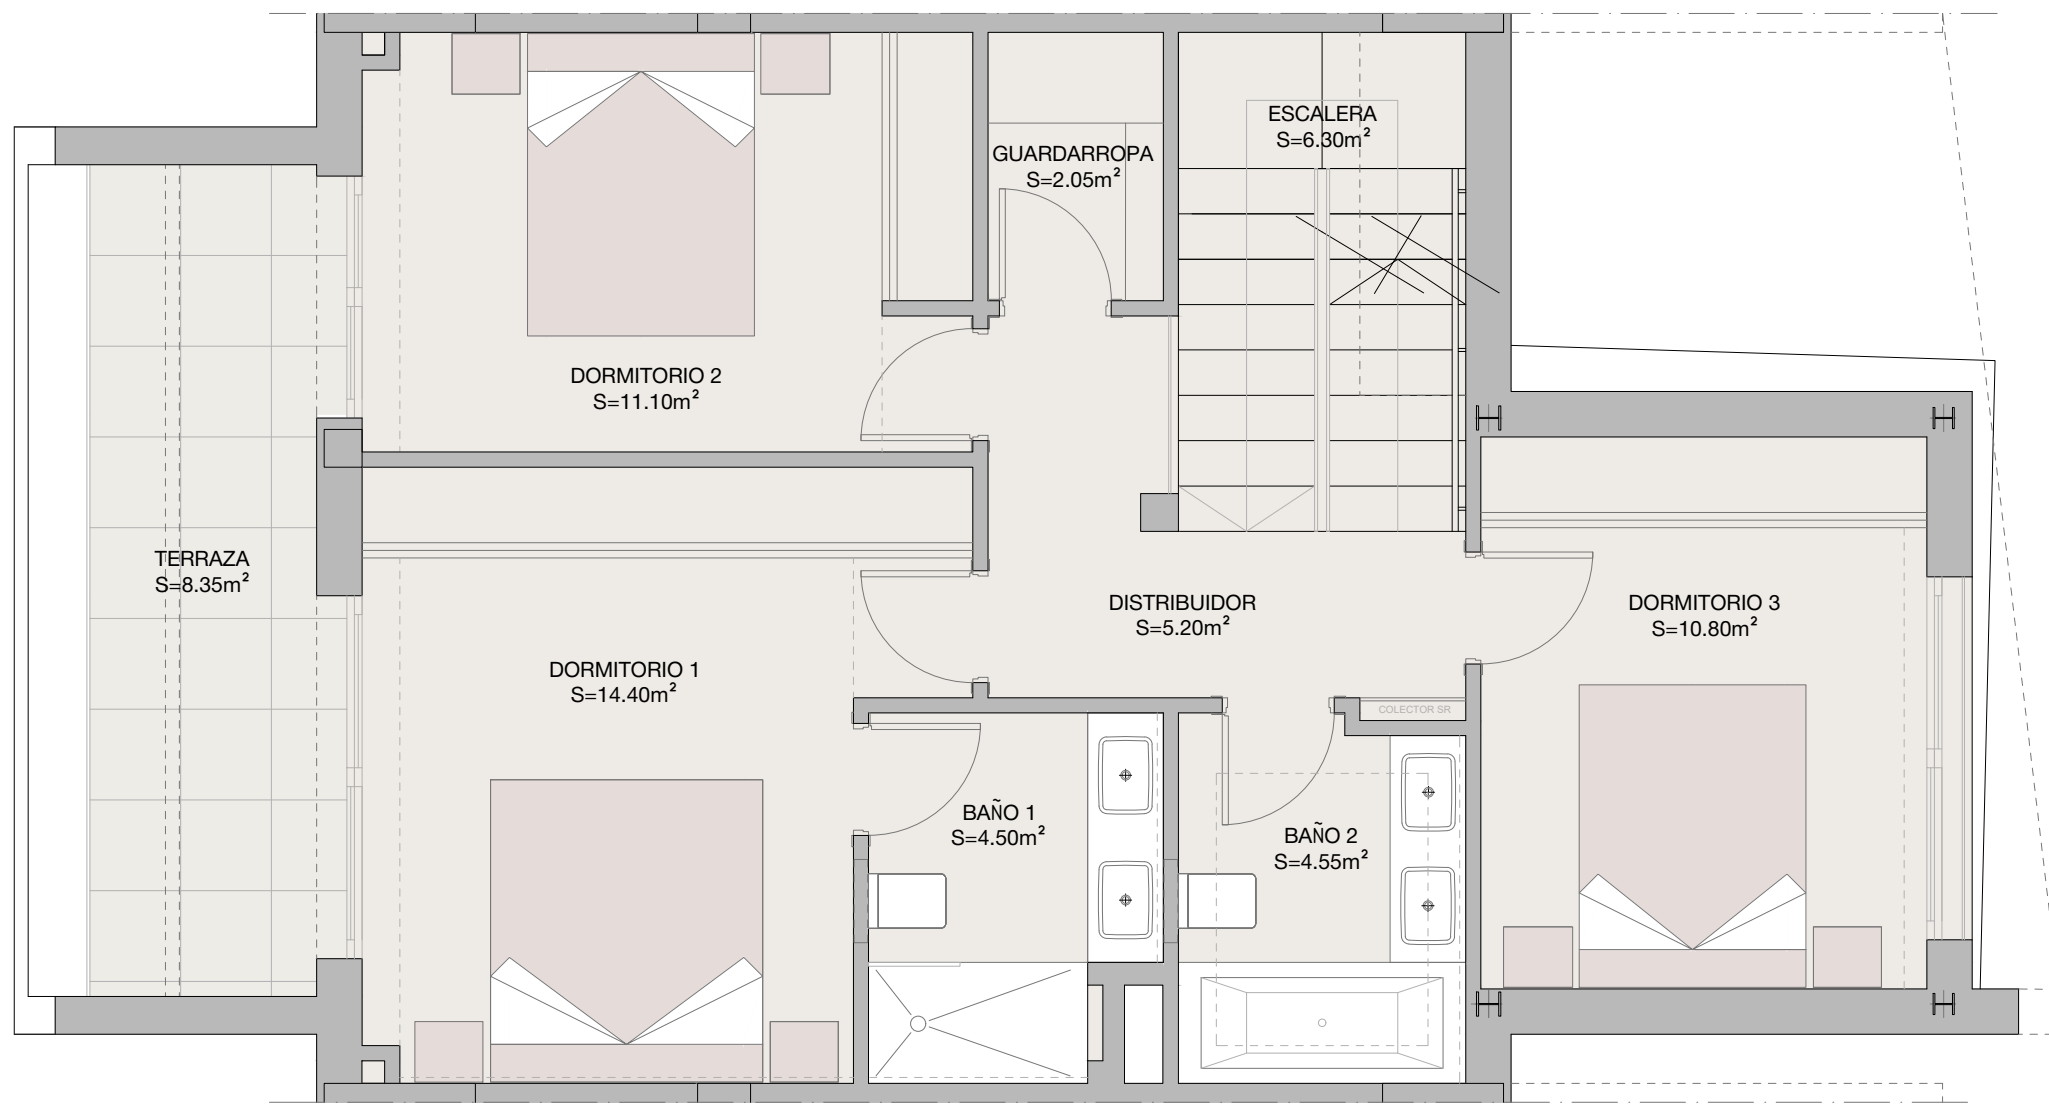 ESCALERA
S=6.30m²
GUARDARROPA
S=2.05m²
DORMITORIO 2
S=11.10m²
TERRAZA
S=8.35m²
DISTRIBUIDOR
S=5.20m²
DORMITORIO 3
S=10.80m²
DORMITORIO 1
S=14.40m²
COLECTOR SR
BAÑO 1
S=4.50m²
BAÑO 2
S=4.55m²